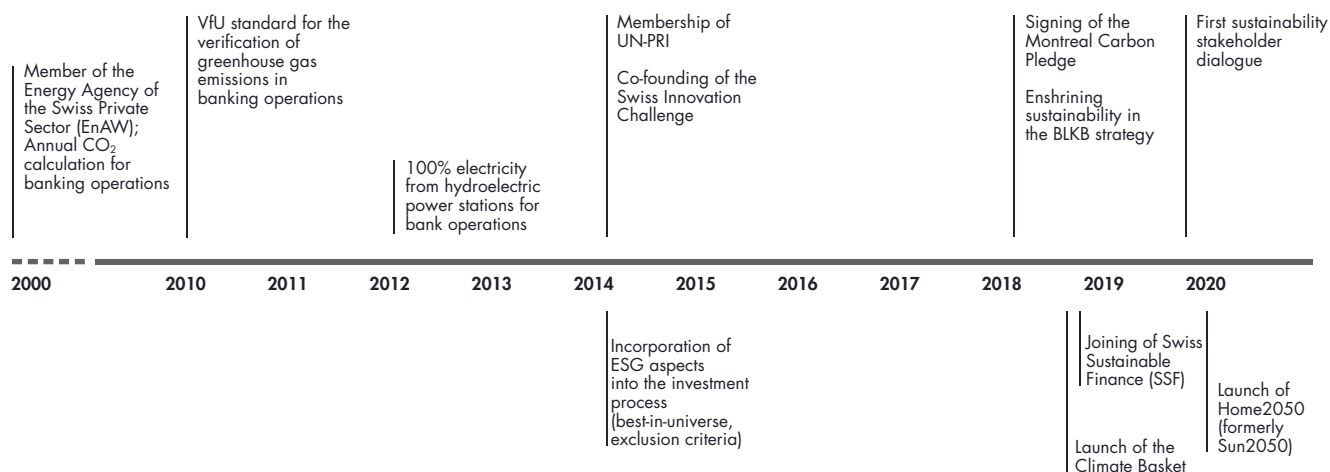 Member of the
Energy Agency of
the Swiss Private
Sector (EnAW);
Annual CO₂
calculation for
banking operations
VfU standard for the
verification of
greenhouse gas
emissions in
banking operations
100% electricity
from hydroelectric
power stations for
bank operations
Membership of
UN-PRI
Co-founding of the
Swiss Innovation
Challenge
Signing of the
Montreal Carbon
Pledge
Enshrining
sustainability in
the BLKB strategy
First sustainability
stakeholder
dialogue
2000 2010 2011 2012 2013 2014 2015 2016 2017 2018 2019 2020
Incorporation of
ESG aspects
into the investment
process
(best-in-universe,
exclusion criteria)
Launch of the
Climate Basket
Joining of Swiss
Sustainable
Finance (SSF)
Launch of
Home2050
(formerly
Sun2050)